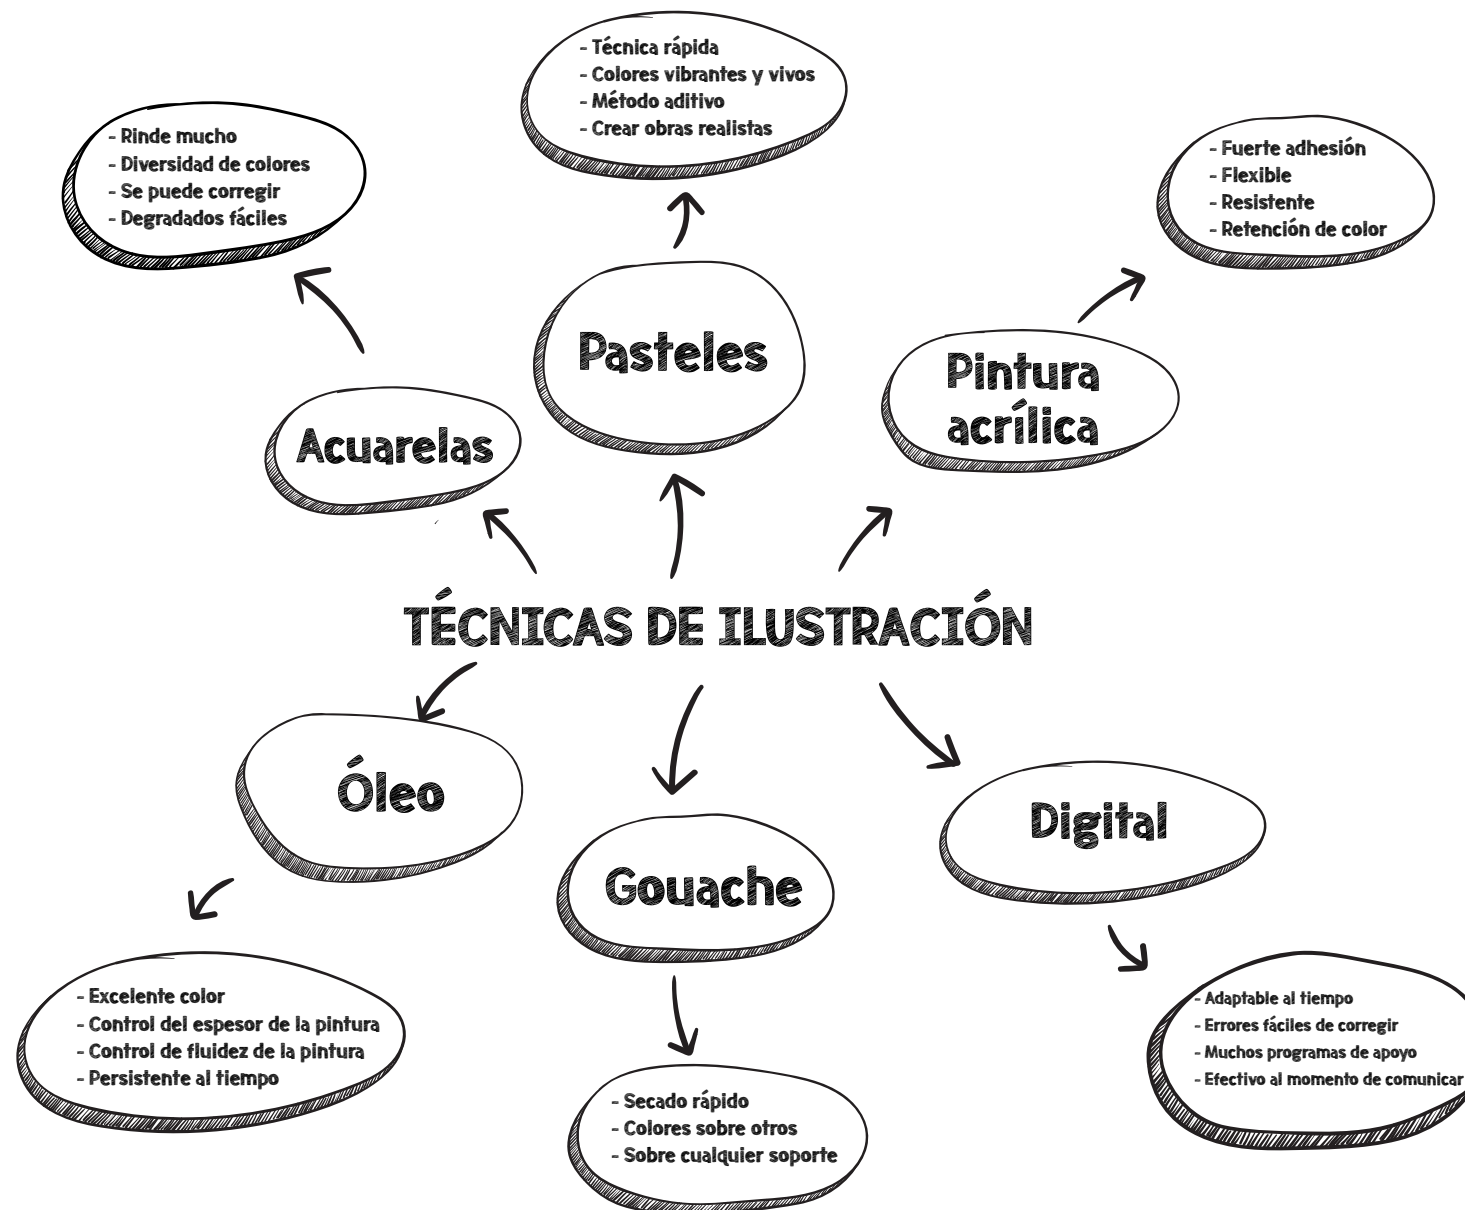 - Técnica rápida
- Colores vibrantes y vivos
- Método aditivo
- Crear obras realistas
- Rinde mucho
- Diversidad de colores
- Se puede corregir
- Degradados fáciles
- Fuerte adhesión
- Flexible
- Resistente
- Retención de color
Pasteles
Pintura
acrílica
Acuarelas
TÉCNICAS DE ILUSTRACIÓN
Óleo
Digital
Gouache
- Excelente color
- Control del espesor de la pintura
- Control de fluidez de la pintura
- Persistente al tiempo
- Adaptable al tiempo
- Errores fáciles de corregir
- Muchos programas de apoyo
- Efectivo al momento de comunicar
- Secado rápido
- Colores sobre otros
- Sobre cualquier soporte